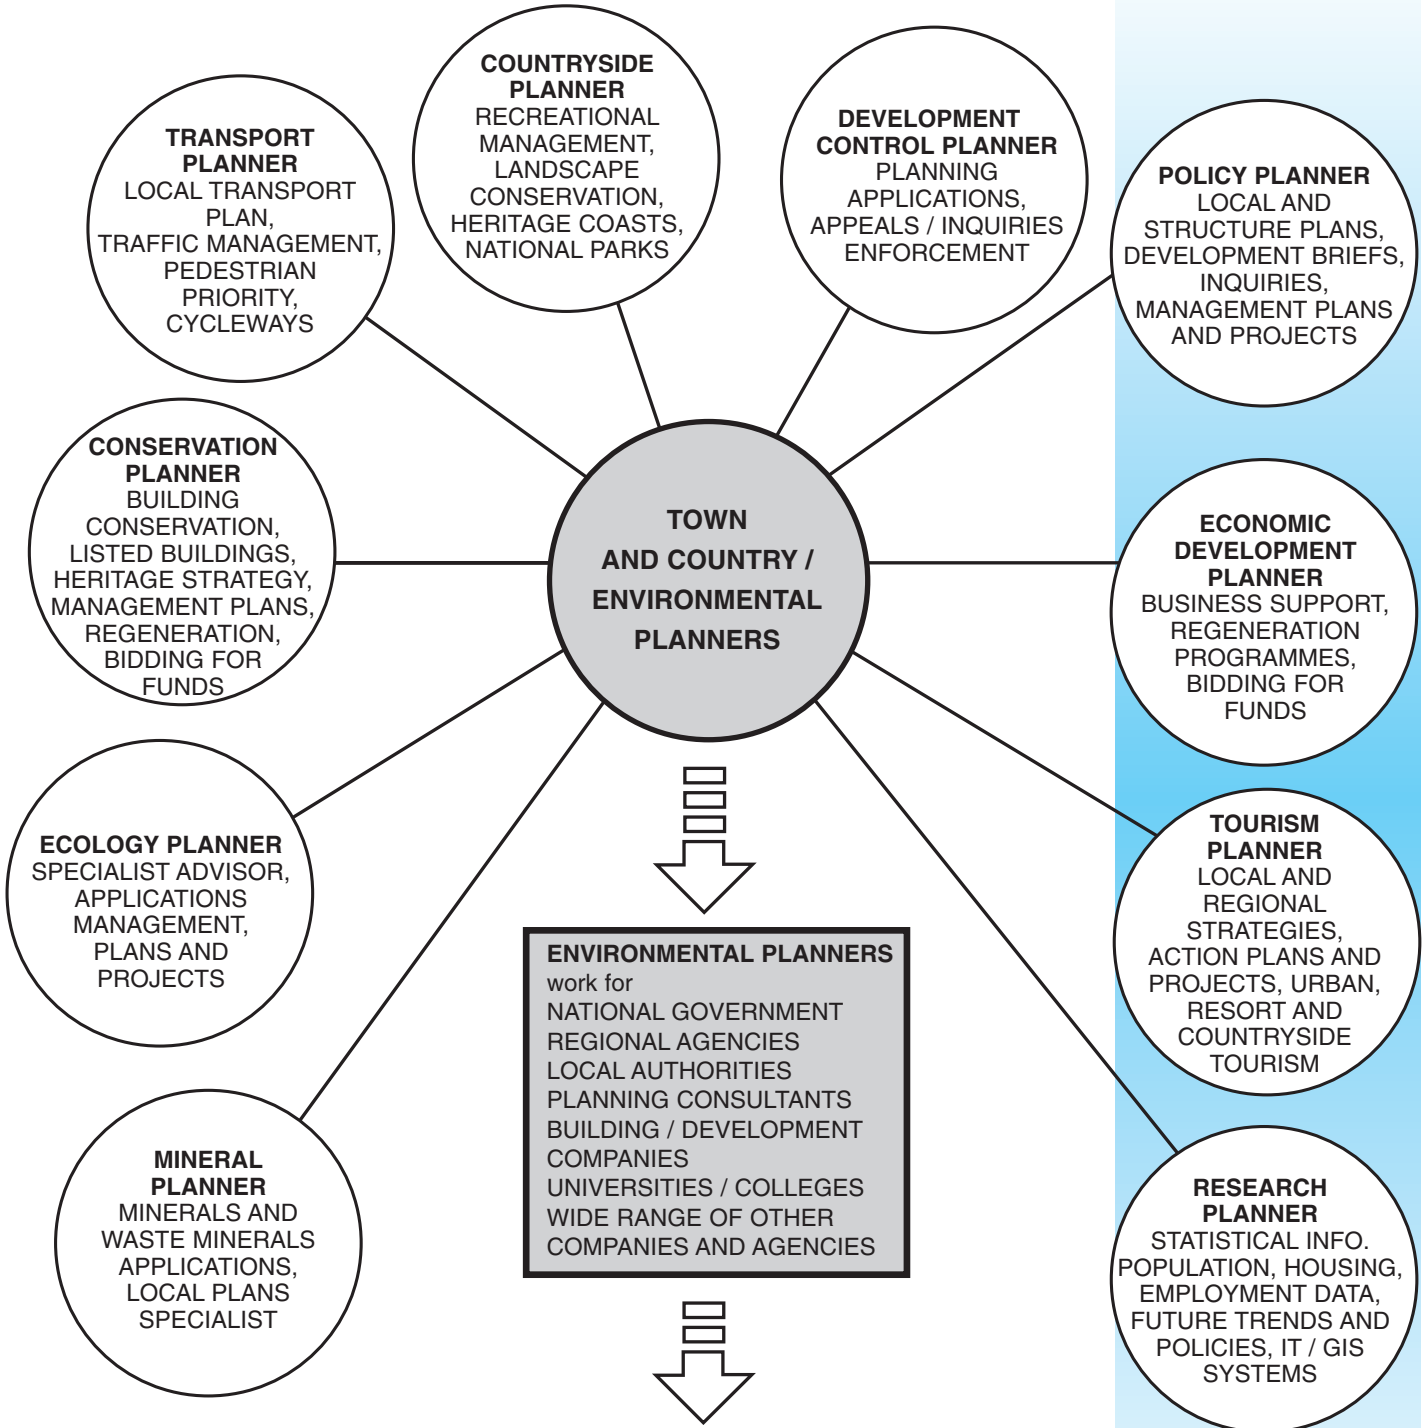 COUNTRYSIDE
PLANNER
RECREATIONAL
MANAGEMENT,
LANDSCAPE
CONSERVATION,
HERITAGE COASTS,
NATIONAL PARKS
TRANSPORT
PLANNER
LOCAL TRANSPORT
PLAN,
TRAFFIC MANAGEMENT,
PEDESTRIAN
PRIORITY,
CYCLEWAYS
DEVELOPMENT
CONTROL PLANNER
PLANNING
APPLICATIONS,
APPEALS / INQUIRIES
ENFORCEMENT
POLICY PLANNER
LOCAL AND
STRUCTURE PLANS,
DEVELOPMENT BRIEFS,
INQUIRIES,
MANAGEMENT PLANS
AND PROJECTS
CONSERVATION
PLANNER
BUILDING
CONSERVATION,
LISTED BUILDINGS,
HERITAGE STRATEGY,
MANAGEMENT PLANS,
REGENERATION,
BIDDING FOR
FUNDS
TOWN
AND COUNTRY /
ENVIRONMENTAL
PLANNERS
ECONOMIC
DEVELOPMENT
PLANNER
BUSINESS SUPPORT,
REGENERATION
PROGRAMMES,
BIDDING FOR
FUNDS
ECOLOGY PLANNER
SPECIALIST ADVISOR,
APPLICATIONS
MANAGEMENT,
PLANS AND
PROJECTS
TOURISM
PLANNER
LOCAL AND
REGIONAL
STRATEGIES,
ACTION PLANS AND
PROJECTS, URBAN,
RESORT AND
COUNTRYSIDE
TOURISM
ENVIRONMENTAL PLANNERS
work for
NATIONAL GOVERNMENT
REGIONAL AGENCIES
LOCAL AUTHORITIES
PLANNING CONSULTANTS
BUILDING / DEVELOPMENT
COMPANIES
UNIVERSITIES / COLLEGES
WIDE RANGE OF OTHER
COMPANIES AND AGENCIES
MINERAL
PLANNER
MINERALS AND
WASTE MINERALS
APPLICATIONS,
LOCAL PLANS
SPECIALIST
RESEARCH
PLANNER
STATISTICAL INFO.
POPULATION, HOUSING,
EMPLOYMENT DATA,
FUTURE TRENDS AND
POLICIES, IT / GIS
SYSTEMS